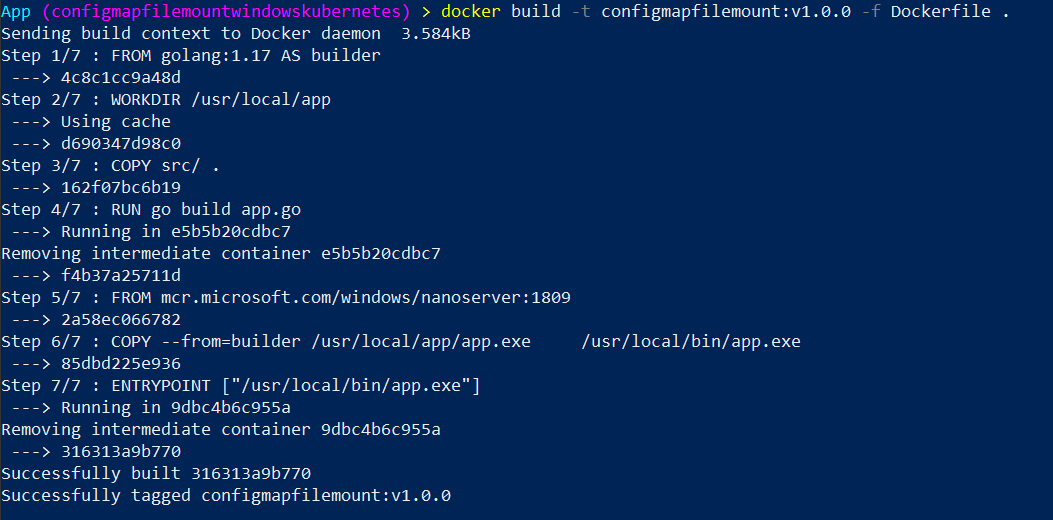 App (configmapfilemountwindowskubernetes) > docker build -t configmapfilemount:v1.0.0 -f Dockerfile .
Sending build context to Docker daemon  3.584kB
Step 1/7 : FROM golang:1.17 AS builder
 ---> 4c8c1cc9a48d
Step 2/7 : WORKDIR /usr/local/app
 ---> Using cache
 ---> d690347d98c0
Step 3/7 : COPY src/ .
 ---> 162f07bc6b19
Step 4/7 : RUN go build app.go
 ---> Running in e5b5b20cdbc7
Removing intermediate container e5b5b20cdbc7
 ---> f4b37a25711d
Step 5/7 : FROM mcr.microsoft.com/windows/nanoserver:1809
 ---> 2a58ec066782
Step 6/7 : COPY --from=builder /usr/local/app/app.exe     /usr/local/bin/app.exe
 ---> 85dbd225e936
Step 7/7 : ENTRYPOINT ["/usr/local/bin/app.exe"]
 ---> Running in 9dbc4b6c955a
Removing intermediate container 9dbc4b6c955a
 ---> 316313a9b770
Successfully built 316313a9b770
Successfully tagged configmapfilemount:v1.0.0